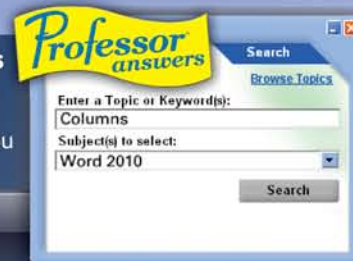 Professor
answers
Search
Browse Topics
Enter a Topic or Keyword(s):
Columns
Subject(s) to select:
Word 2010
Search